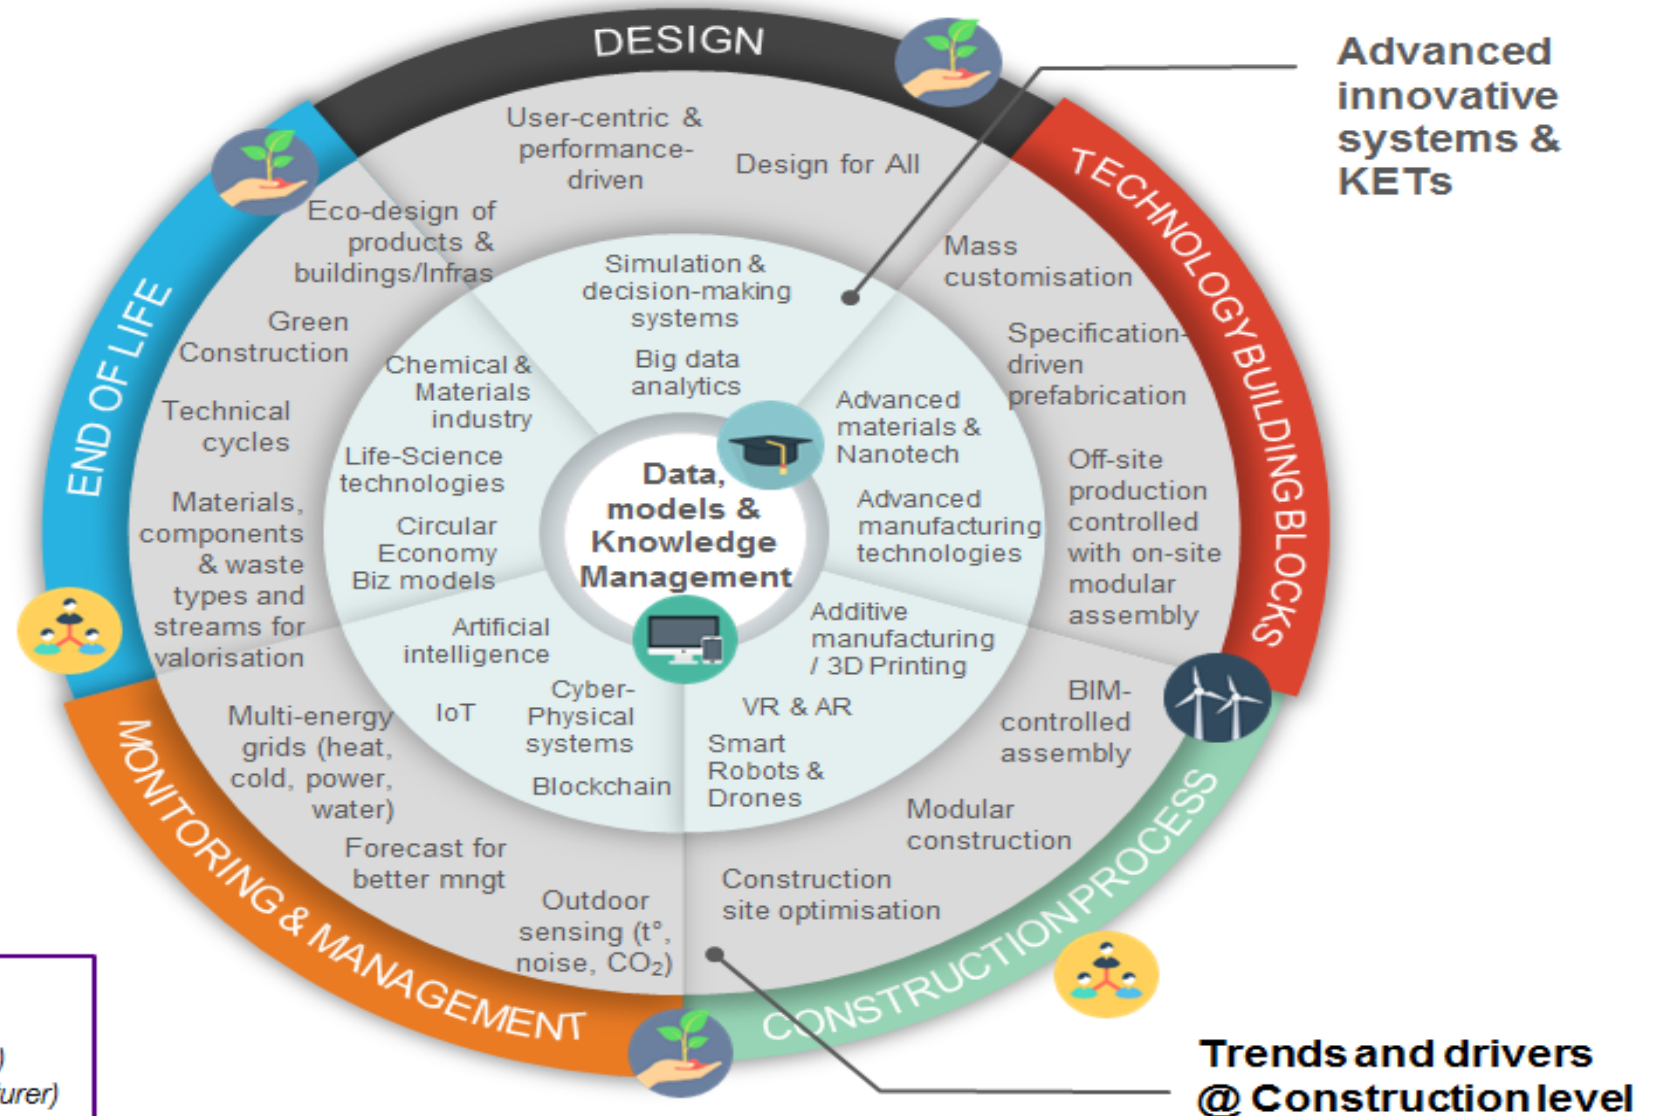 DESIGN
Advanced
innovative
systems &
KETs
User-centric &
performance-
driven
Design for All
TECHNOLOGY BUILDING BLOCKS
Mass
customisation
Specification-
driven
prefabrication
Off-site
production
controlled
with on-site
modular
assembly
END OF LIFE
Eco-design of
products &
buildings/Infras
Green
Construction
Technical
cycles
Materials,
components
& waste
types and
streams for
valorisation
Simulation &
decision-making
systems
Big data
analytics
Chemical &
Materials
industry
Life-Science
technologies
Circular
Economy
Biz models
Advanced
materials &
Nanotech
Advanced
manufacturing
technologies
Data,
models &
Knowledge
Management
Artificial
intelligence
IoT
Cyber-
Physical
systems
Blockchain
Additive
manufacturing
/ 3D Printing
VR & AR
Smart
Robots &
Drones
MONITORING & MANAGEMENT
Multi-energy
grids (heat,
cold, power,
water)
Forecast for
better mngt
Outdoor
sensing (t°,
noise, CO₂)
CONSTRUCTION PROCESS
BIM-
controlled
assembly
Modular
construction
Construction
site optimisation
Trends and drivers
@ Construction level
)
turer)